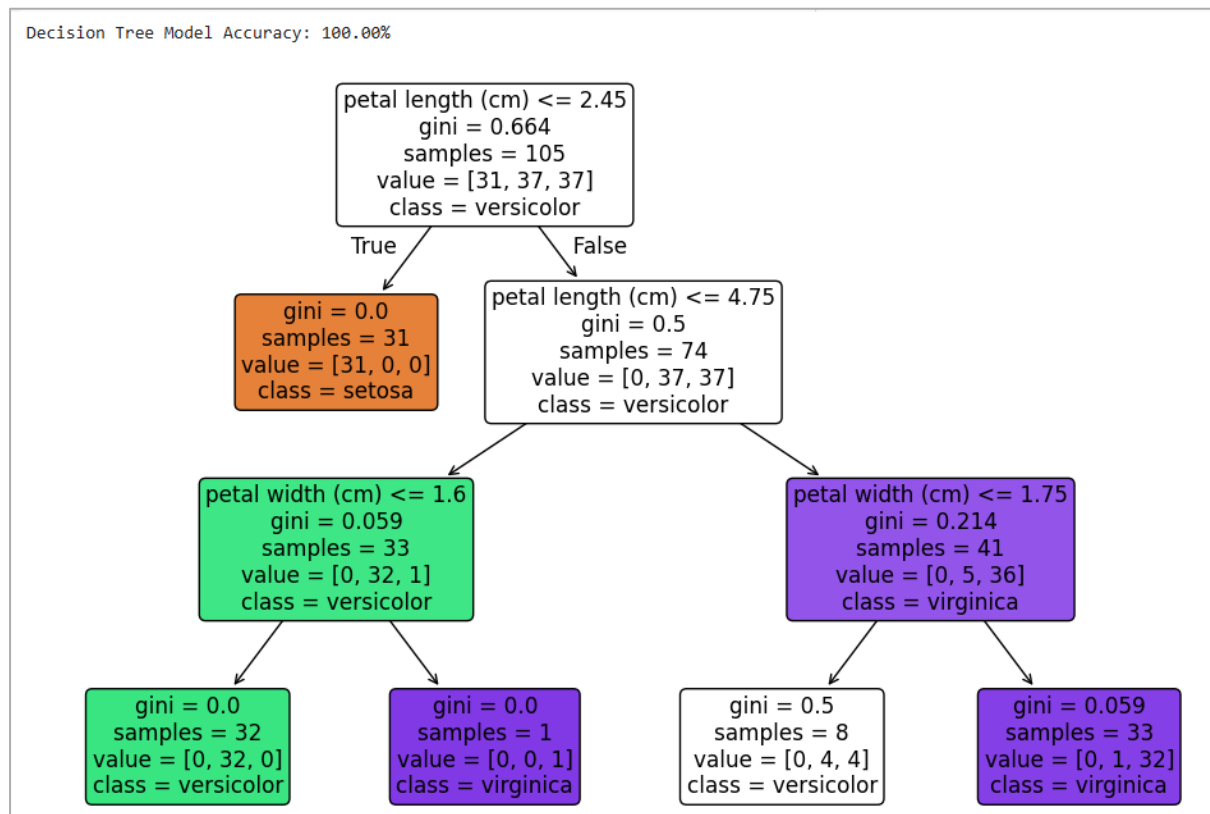 Decision Tree Model Accuracy: 100.00%
petal length (cm) <= 2.45
gini = 0.664
samples = 105
value = [31, 37, 37]
class = versicolor
True
False
gini = 0.0
samples = 31
value = [31, 0, 0]
class = setosa
petal length (cm) <= 4.75
gini = 0.5
samples = 74
value = [0, 37, 37]
class = versicolor
petal width (cm) <= 1.6
gini = 0.059
samples = 33
value = [0, 32, 1]
class = versicolor
petal width (cm) <= 1.75
gini = 0.214
samples = 41
value = [0, 5, 36]
class = virginica
gini = 0.0
samples = 32
value = [0, 32, 0]
class = versicolor
gini = 0.0
samples = 1
value = [0, 0, 1]
class = virginica
gini = 0.5
samples = 8
value = [0, 4, 4]
class = versicolor
gini = 0.059
samples = 33
value = [0, 1, 32]
class = virginica